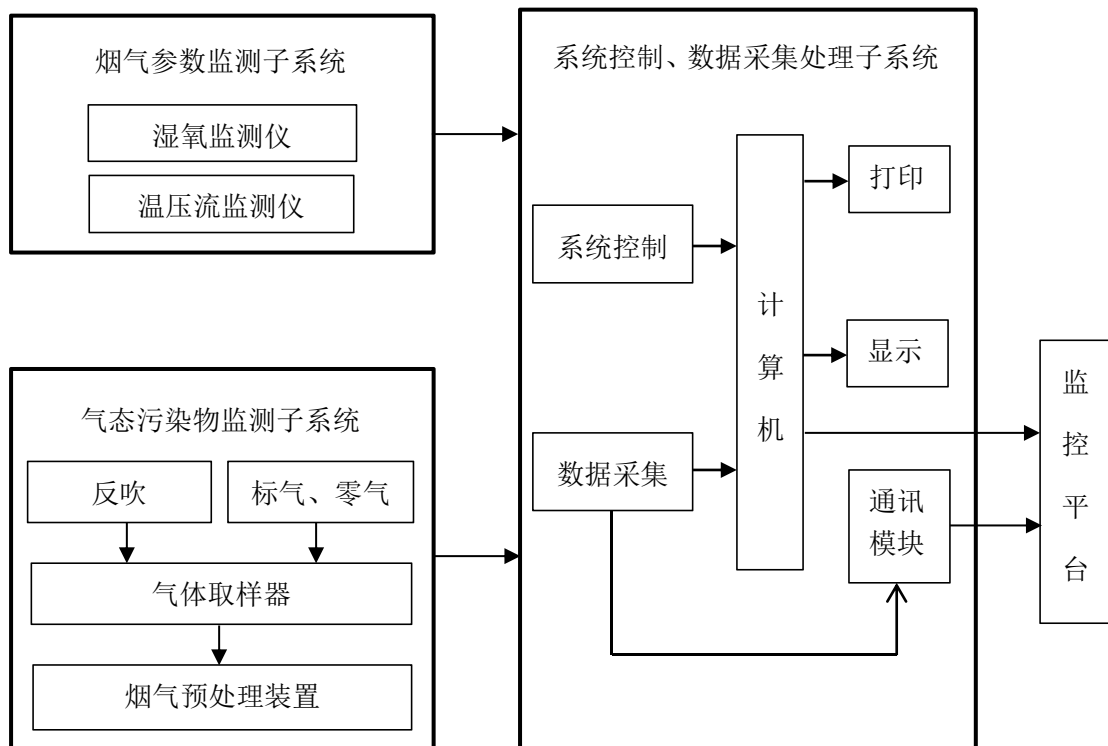 烟气参数监测子系统
湿氧监测仪
温压流监测仪
气态污染物监测子系统
反吹
标气、零气
气体取样器
烟气预处理装置
系统控制、数据采集处理子系统
系统控制
数据采集
计算机
打印
显示
通讯
模块
监控平台